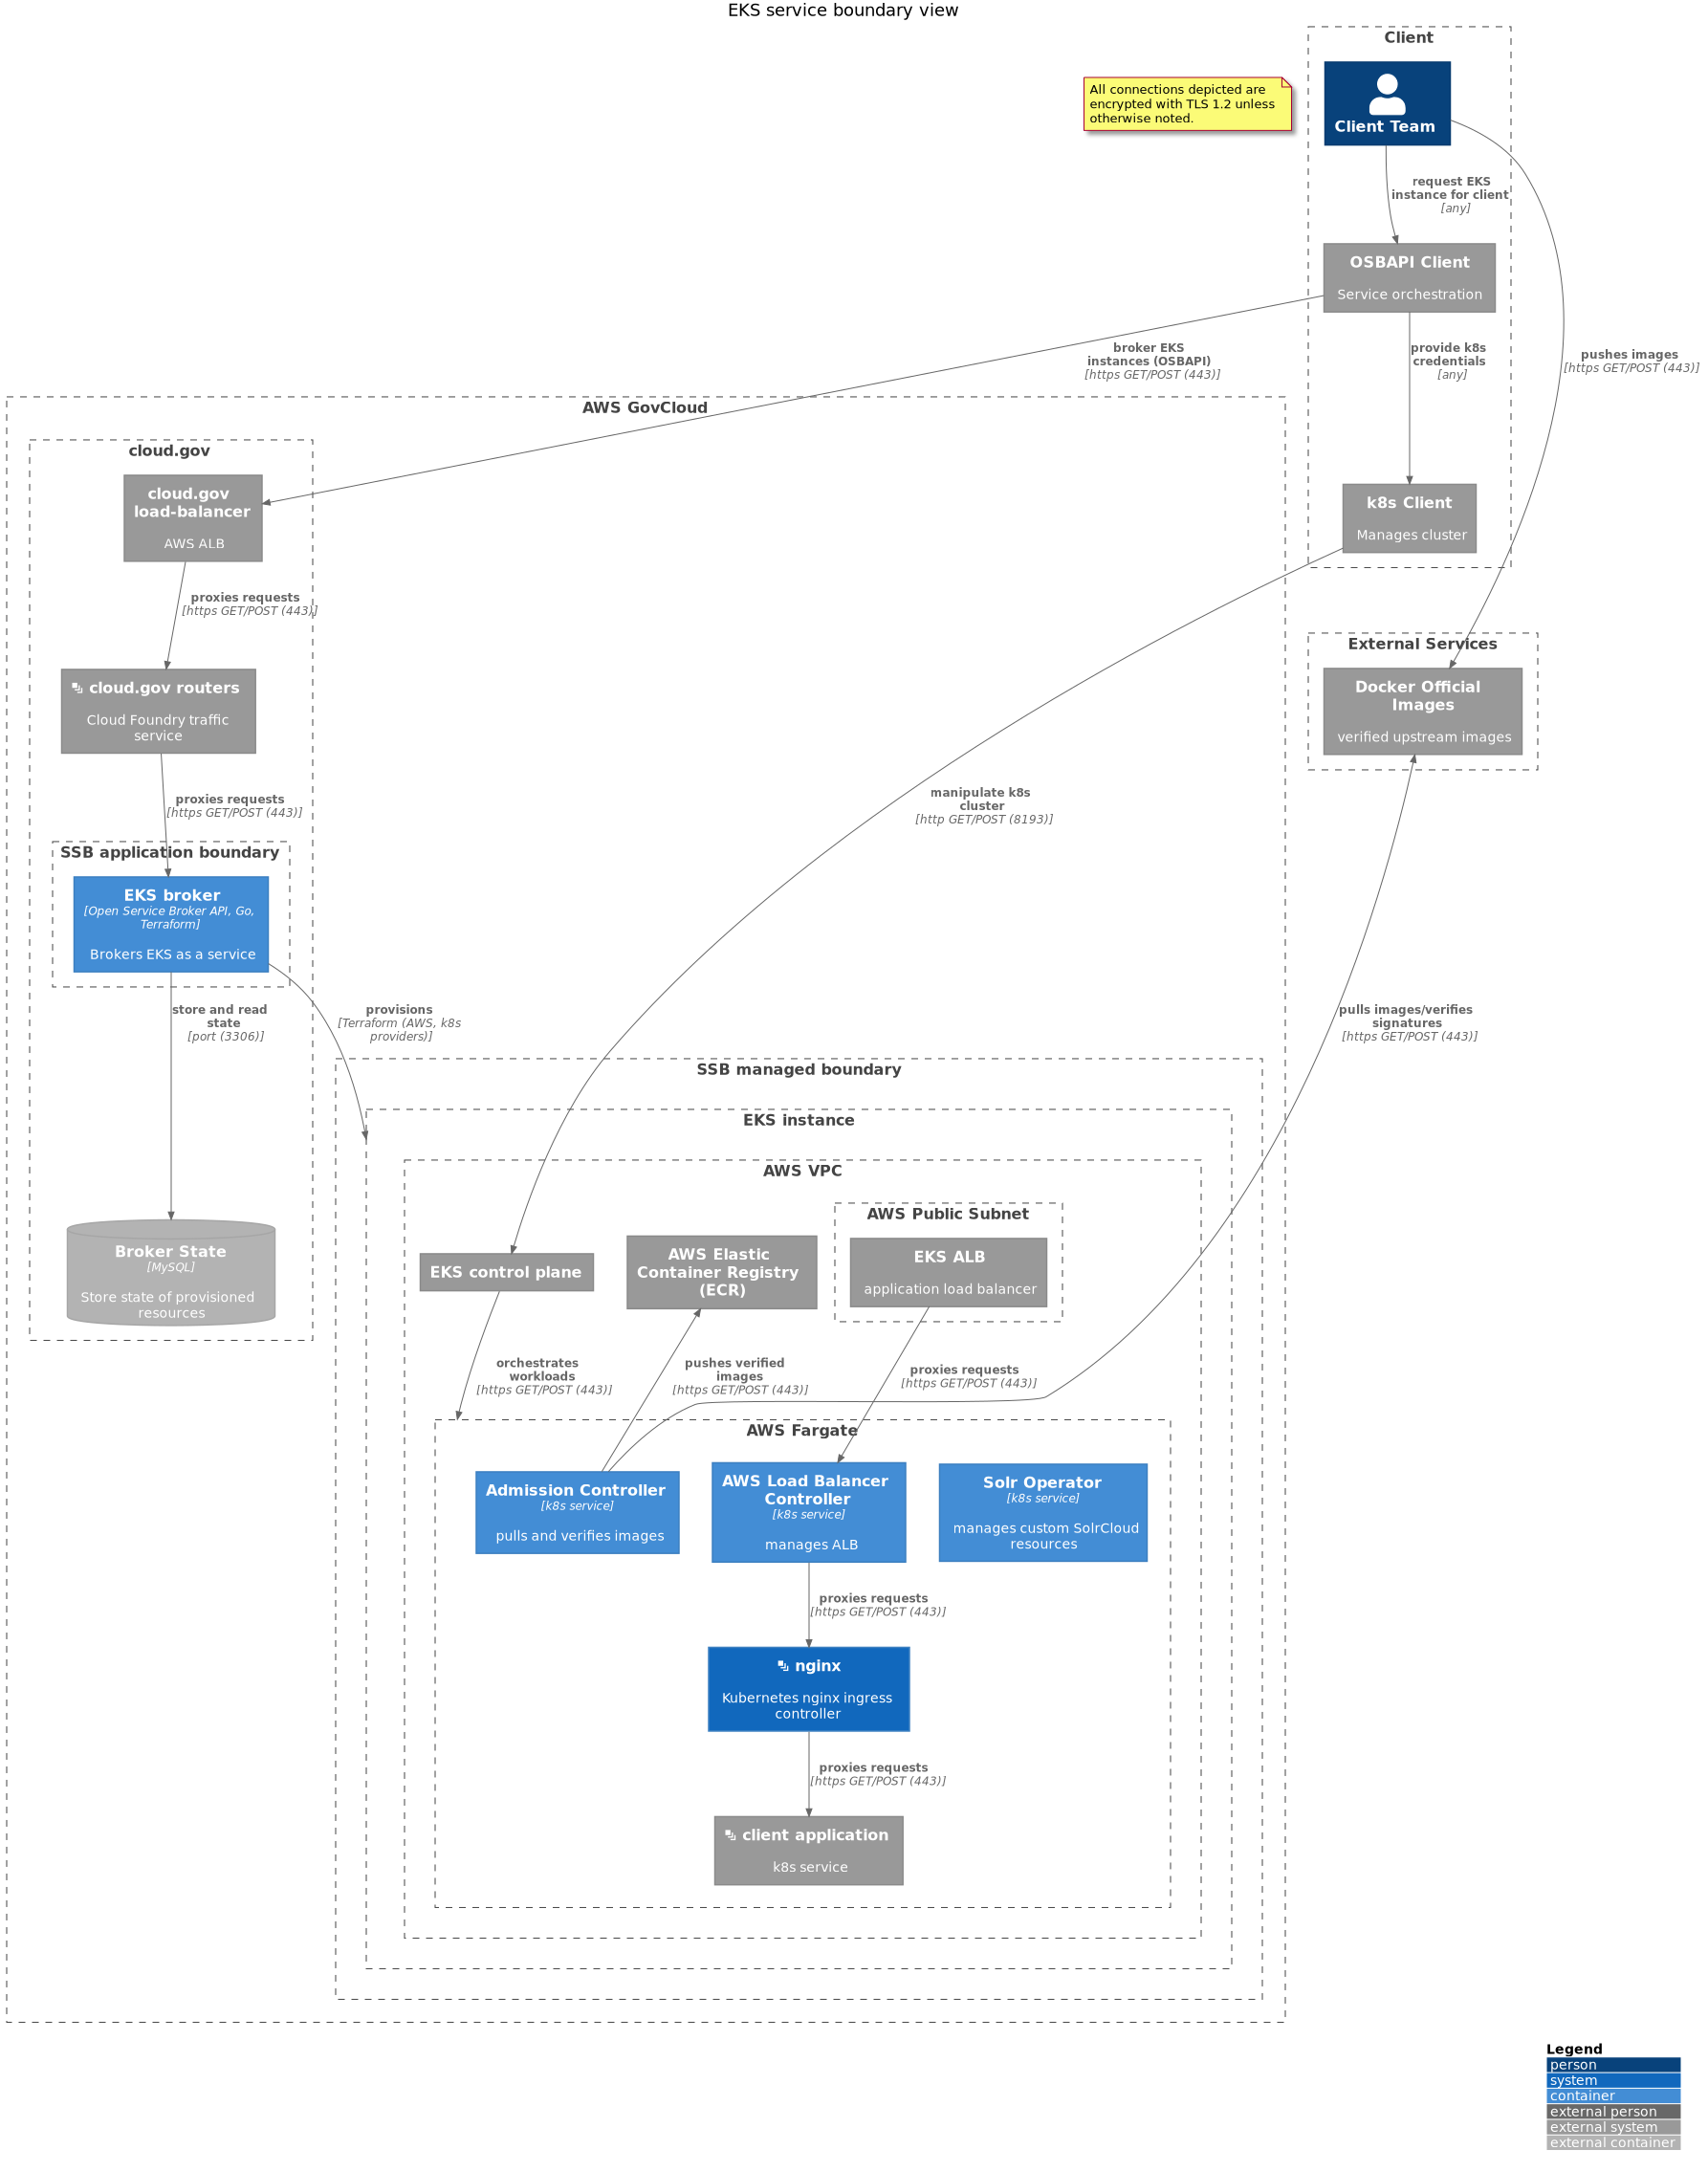 EKS service boundary view
Client
All connections depicted are
encrypted with TLS 1.2 unless
otherwise noted.
Client Team
request EKS
instance for client
[any]
OSBAPI Client
Service orchestration
broker EKS
instances (OSBAPI)
[https GET/POST (443)]
provide k8s
credentials
[any]
pushes images
[https GET/POST (443)]
AWS GovCloud
cloud.gov
cloud.gov
load-balancer
AWS ALB
k8s Client
Manages cluster
proxies requests
[https GET/POST (443)]
External Services
Docker Official
Images
verified upstream images
cloud.gov routers
Cloud Foundry traffic
service
proxies requests
[https GET/POST (443)]
manipulate k8s
cluster
[http GET/POST (8193)]
SSB application boundary
EKS broker
[Open Service Broker API, Go,
Terraform]
Brokers EKS as a service
store and read
state
[port (3306)]
provisions
[Terraform (AWS, k8s
providers)]
pulls images/verifies
signatures
[https GET/POST (443)]
SSB managed boundary
EKS instance
AWS VPC
AWS Public Subnet
Broker State
[MySQL]
Store state of provisioned
resources
EKS control plane
AWS Elastic
Container Registry
(ECR)
EKS ALB
application load balancer
orchestrates
workloads
[https GET/POST (443)]
pushes verified
images
[https GET/POST (443)]
proxies requests
[https GET/POST (443)]
AWS Fargate
Admission Controller
[k8s service]
pulls and verifies images
AWS Load Balancer
Controller
[k8s service]
manages ALB
Solr Operator
[k8s service]
manages custom SolrCloud
resources
proxies requests
[https GET/POST (443)]
nginx
Kubernetes nginx ingress
controller
proxies requests
[https GET/POST (443)]
client application
k8s service
Legend
person
system
container
external person
external system
external container